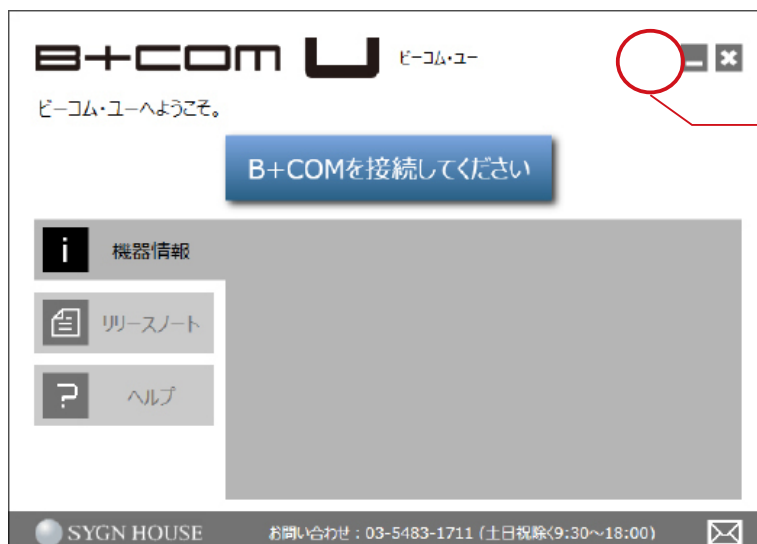 B+COM U ビーコム・ユー
ビーコム・ユーへようこそ。
B+COMを接続してください
i 機器情報
リリースノート
? ヘルプ
SYGN HOUSE お問い合わせ：03-5483-1711 (土日祝除く9:30～18:00)